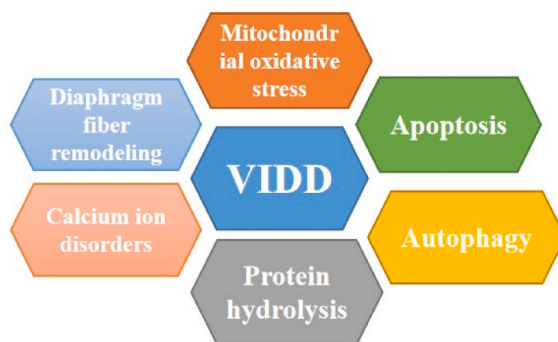 Mitochondr
ial oxidative
stress
Diaphragm
fiber
remodeling
Apoptosis
VIDD
Calcium ion
disorders
Autophagy
Protein
hydrolysis